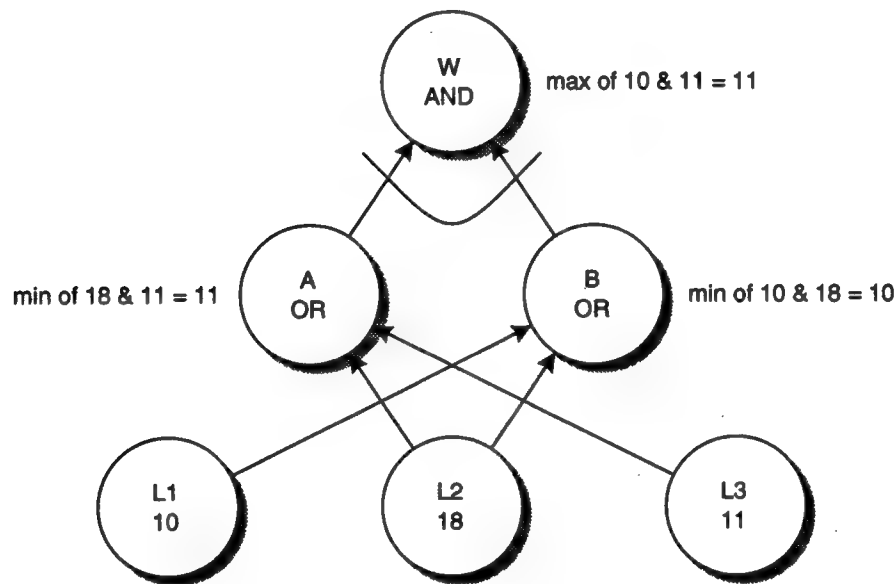 W
AND
max of 10 & 11 = 11
A
OR
min of 18 & 11 = 11
B
OR
min of 10 & 18 = 10
L1
10
L2
18
L3
11